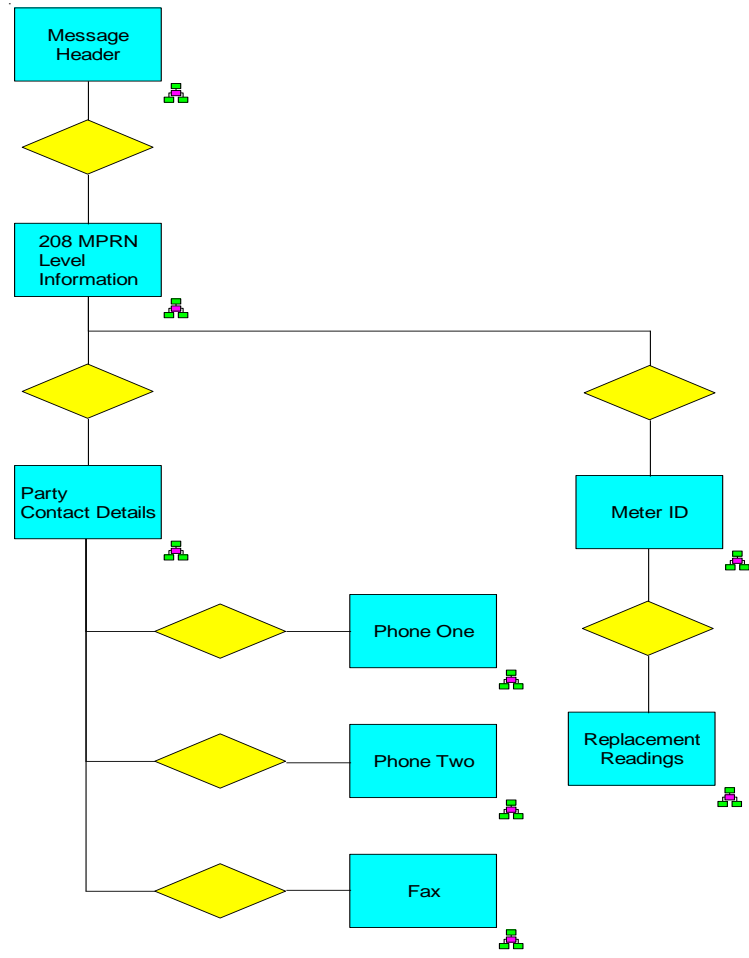 Message
Header
208 MPRN
Level
Information
Party
Contact Details
Meter ID
Phone One
Replacement
Readings
Phone Two
Fax